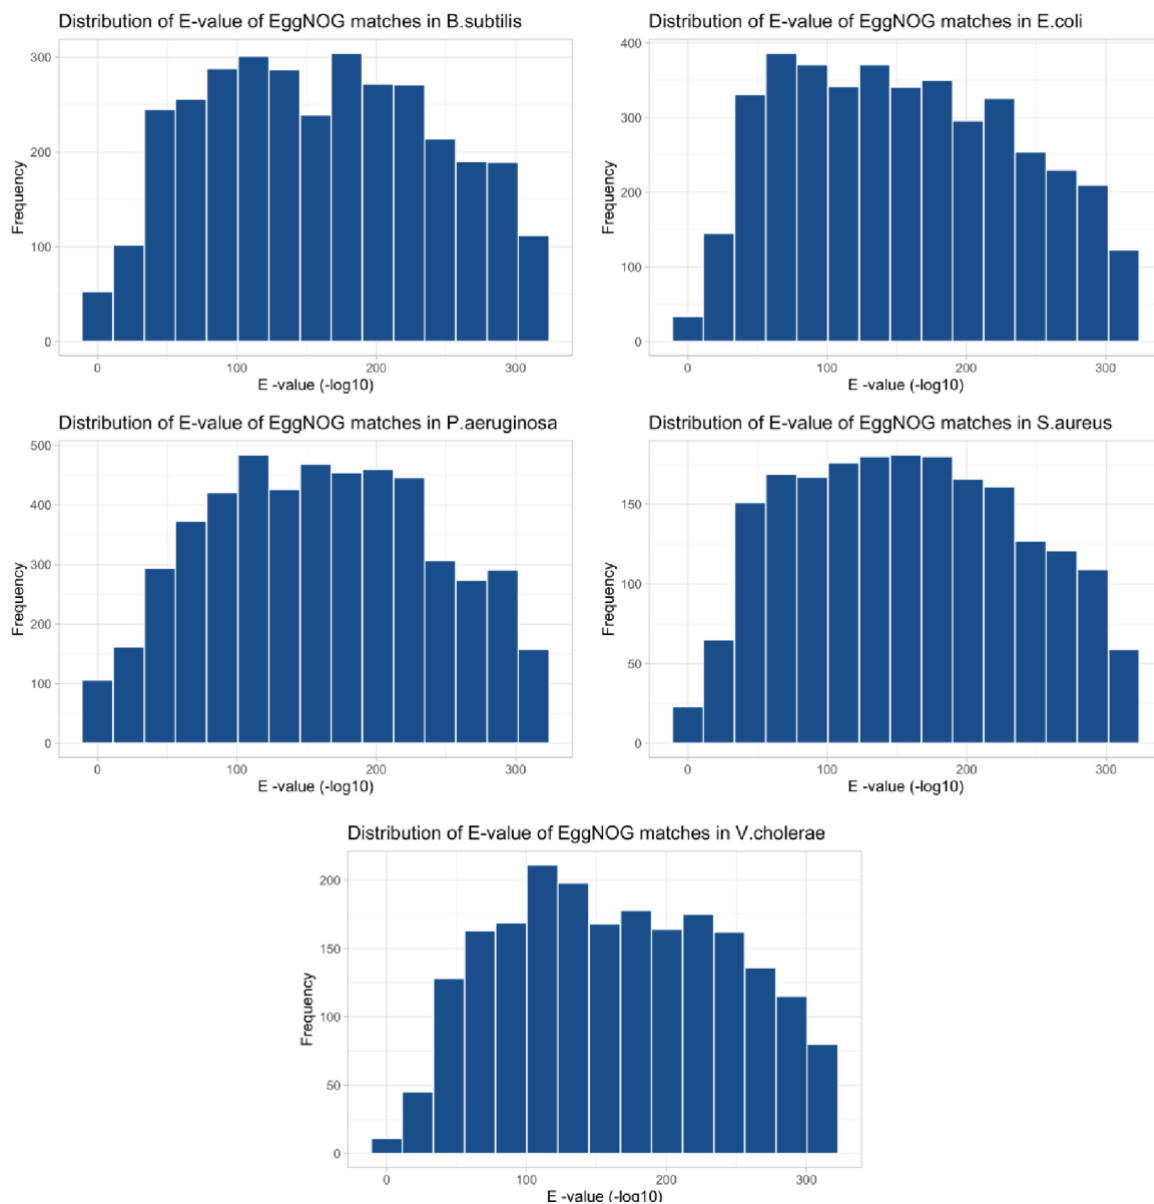 Distribution of E-value of EggNOG matches in B.subtilis
300
200
100
0
Frequency
0 100 200 300
E -value (-log10)
Distribution of E-value of EggNOG matches in E.coli
400
300
200
100
0
Frequency
0 100 200 300
E -value (-log10)
Distribution of E-value of EggNOG matches in P.aeruginosa
500
400
300
200
100
0
Frequency
0 100 200 300
E -value (-log10)
Distribution of E-value of EggNOG matches in S.aureus
150
100
50
0
Frequency
0 100 200 300
E -value (-log10)
Distribution of E-value of EggNOG matches in V.cholerae
200
150
100
50
0
Frequency
0 100 200 300
E -value (-log10)